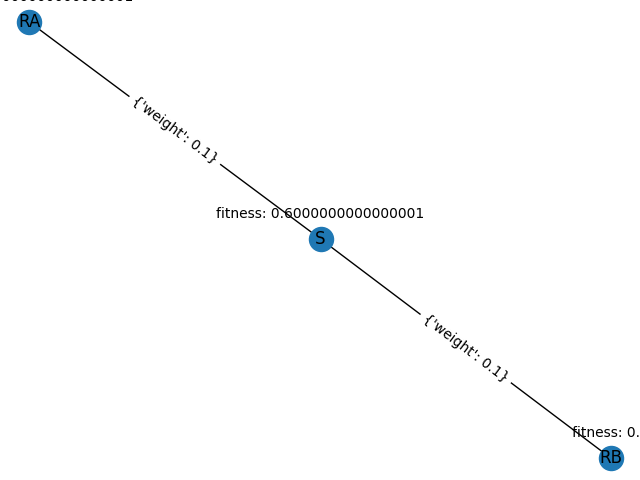 RA
{'weight': 0.1}
fitness: 0.6000000000000001
S
{'weight': 0.1}
fitness: 0.
RB